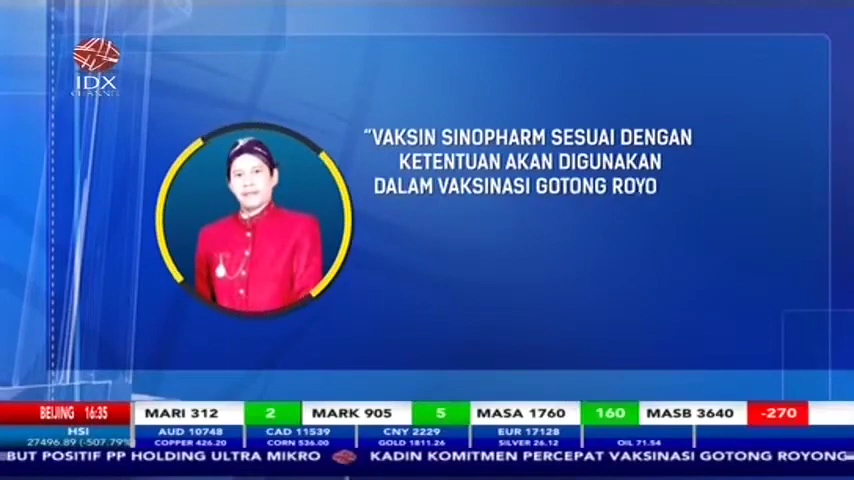 IDX
CHANNEL
"VAKSIN SINOPHARM SESUAI DENGAN
KETENTUAN AKAN DIGUNAKAN
DALAM VAKSINASI GOTONG ROYO
BEIJING 16:35
MARI 312 2 MARK 905 5 MASA 1760 160 MASB 3640 -270
HSI AUD 10748 CAD 11539 CNY 2229 EUR 17128
27496.89 (-507.79%) COPPER 426.20 CORN 536.00 GOLD 1811.26 SILVER 26.12 OIL 71.54
BUT POSITIF PP HOLDING ULTRA MIKRO KADIN KOMITMEN PERCEPAT VAKSINASI GOTONG ROYONG